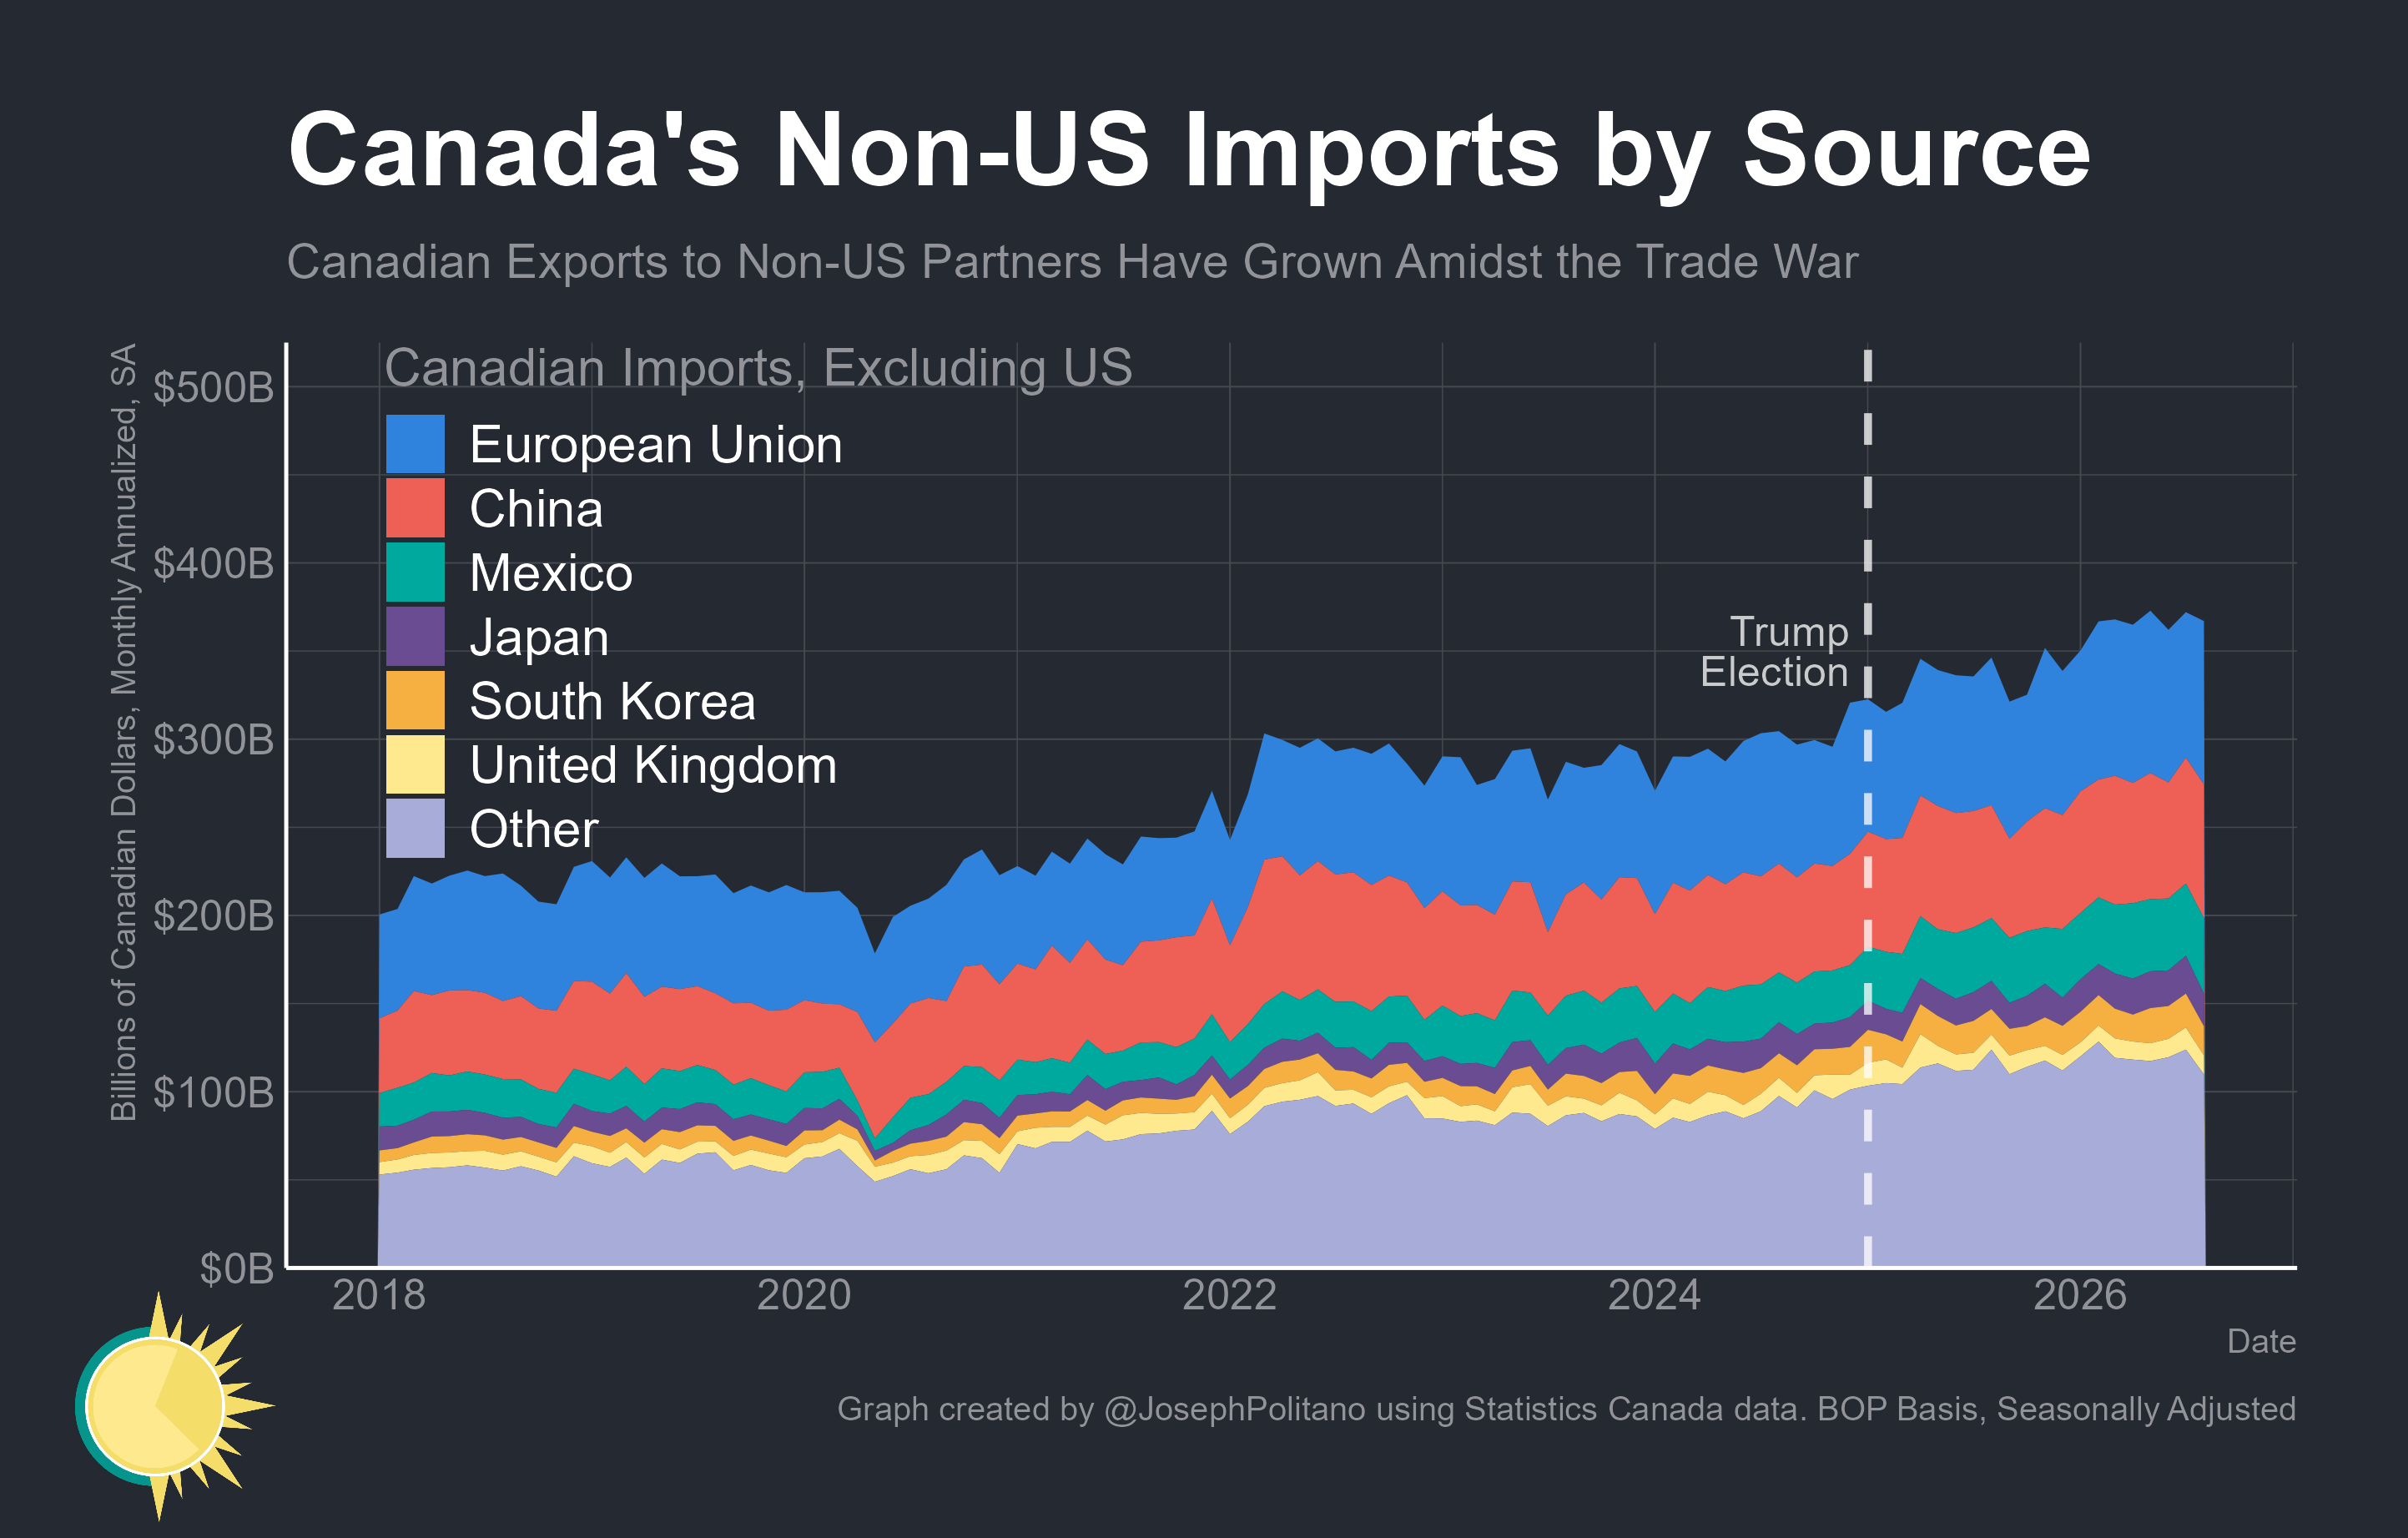 Canada's Non-US Imports by Source
Canadian Exports to Non-US Partners Have Grown Amidst the Trade War
Billions of Canadian Dollars, Monthly Annualized, SA
Canadian Imports, Excluding US
European Union
China
Mexico
Japan
South Korea
United Kingdom
Other
$500B
$400B
$300B
$200B
$100B
$0B
Trump
Election
2018
2020
2022
2024
2026
Date
Graph created by @JosephPolitano using Statistics Canada data. BOP Basis, Seasonally Adjusted